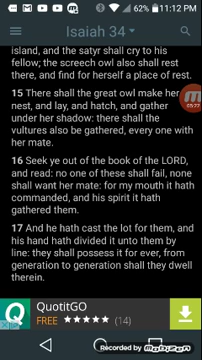 62% 11:12 PM
Isaiah 34
island, and the satyr shall cry to his
fellow; the screech owl also shall rest
there, and find for herself a place of rest.
15 There shall the great owl make her
nest, and lay, and hatch, and gather
under her shadow: there shall the
vultures also be gathered, every one with
her mate.
16 Seek ye out of the book of the LORD,
and read: no one of these shall fail, none
shall want her mate: for my mouth it hath
commanded, and his spirit it hath
gathered them.
17 And he hath cast the lot for them, and
his hand hath divided it unto them by
line: they shall possess it for ever, from
generation to generation shall they dwell
therein.
QuotitGO
FREE ★★★★★ (14)